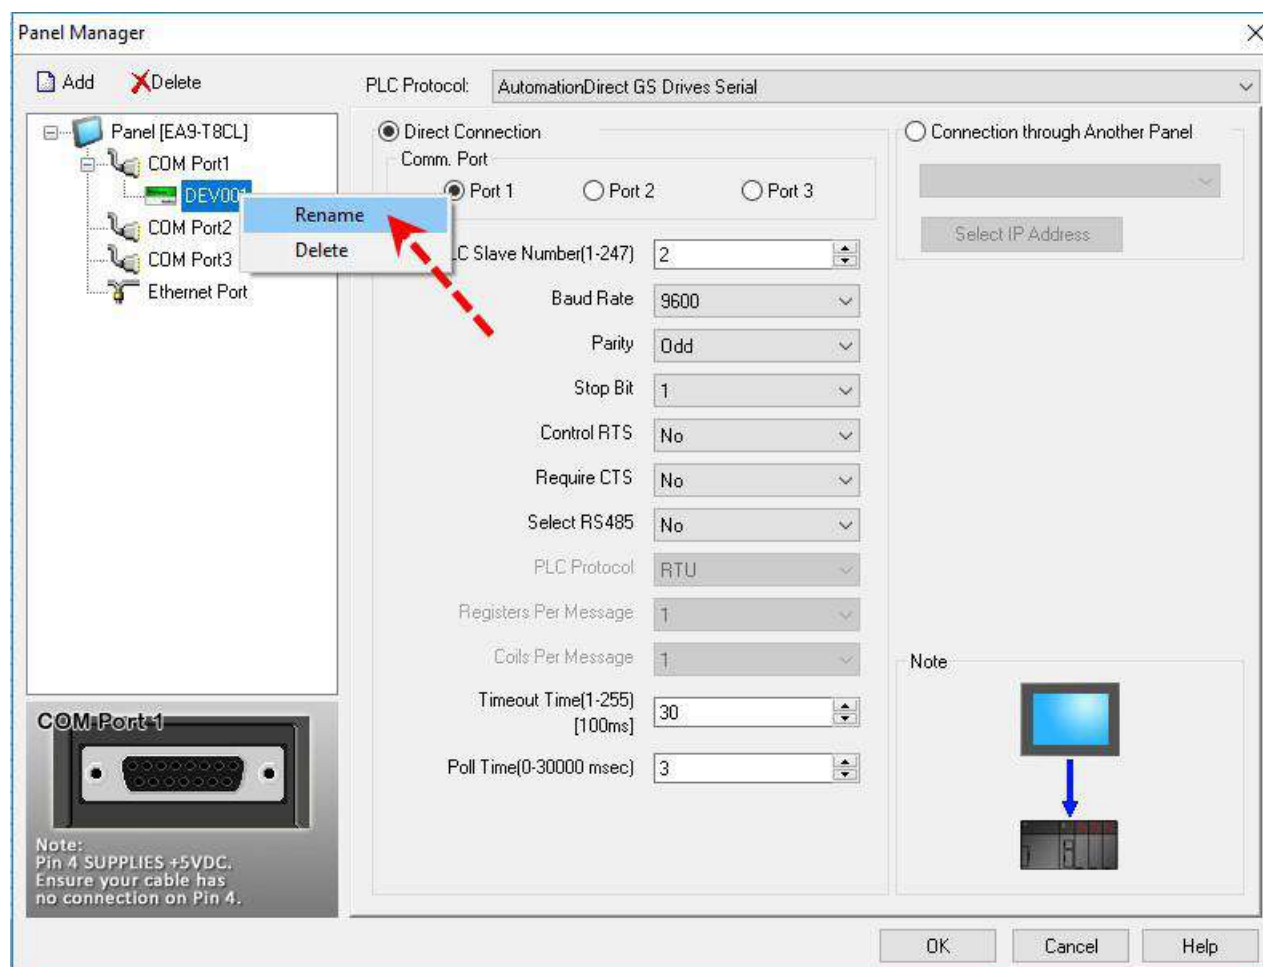 Panel Manager
Add
Delete
PLC Protocol:
AutomationDirect GS Drives Serial
Panel [EA9-T8CL]
COM Port1
DEV001
COM Port2
COM Port3
Ethernet Port
Rename
Delete
Direct Connection
Comm. Port
Port 1
Port 2
Port 3
LC Slave Number(1-247)
2
Baud Rate
9600
Parity
Odd
Stop Bit
1
Control RTS
No
Require CTS
No
Select RS485
No
PLC Protocol
RTU
Registers Per Message
1
Coils Per Message
1
Timeout Time(1-255)
[100ms]
30
Poll Time(0-30000 msec)
3
Connection through Another Panel
Select IP Address
Note
COM Port 1
Note:
Pin 4 SUPPLIES +5VDC.
Ensure your cable has
no connection on Pin 4.
OK
Cancel
Help